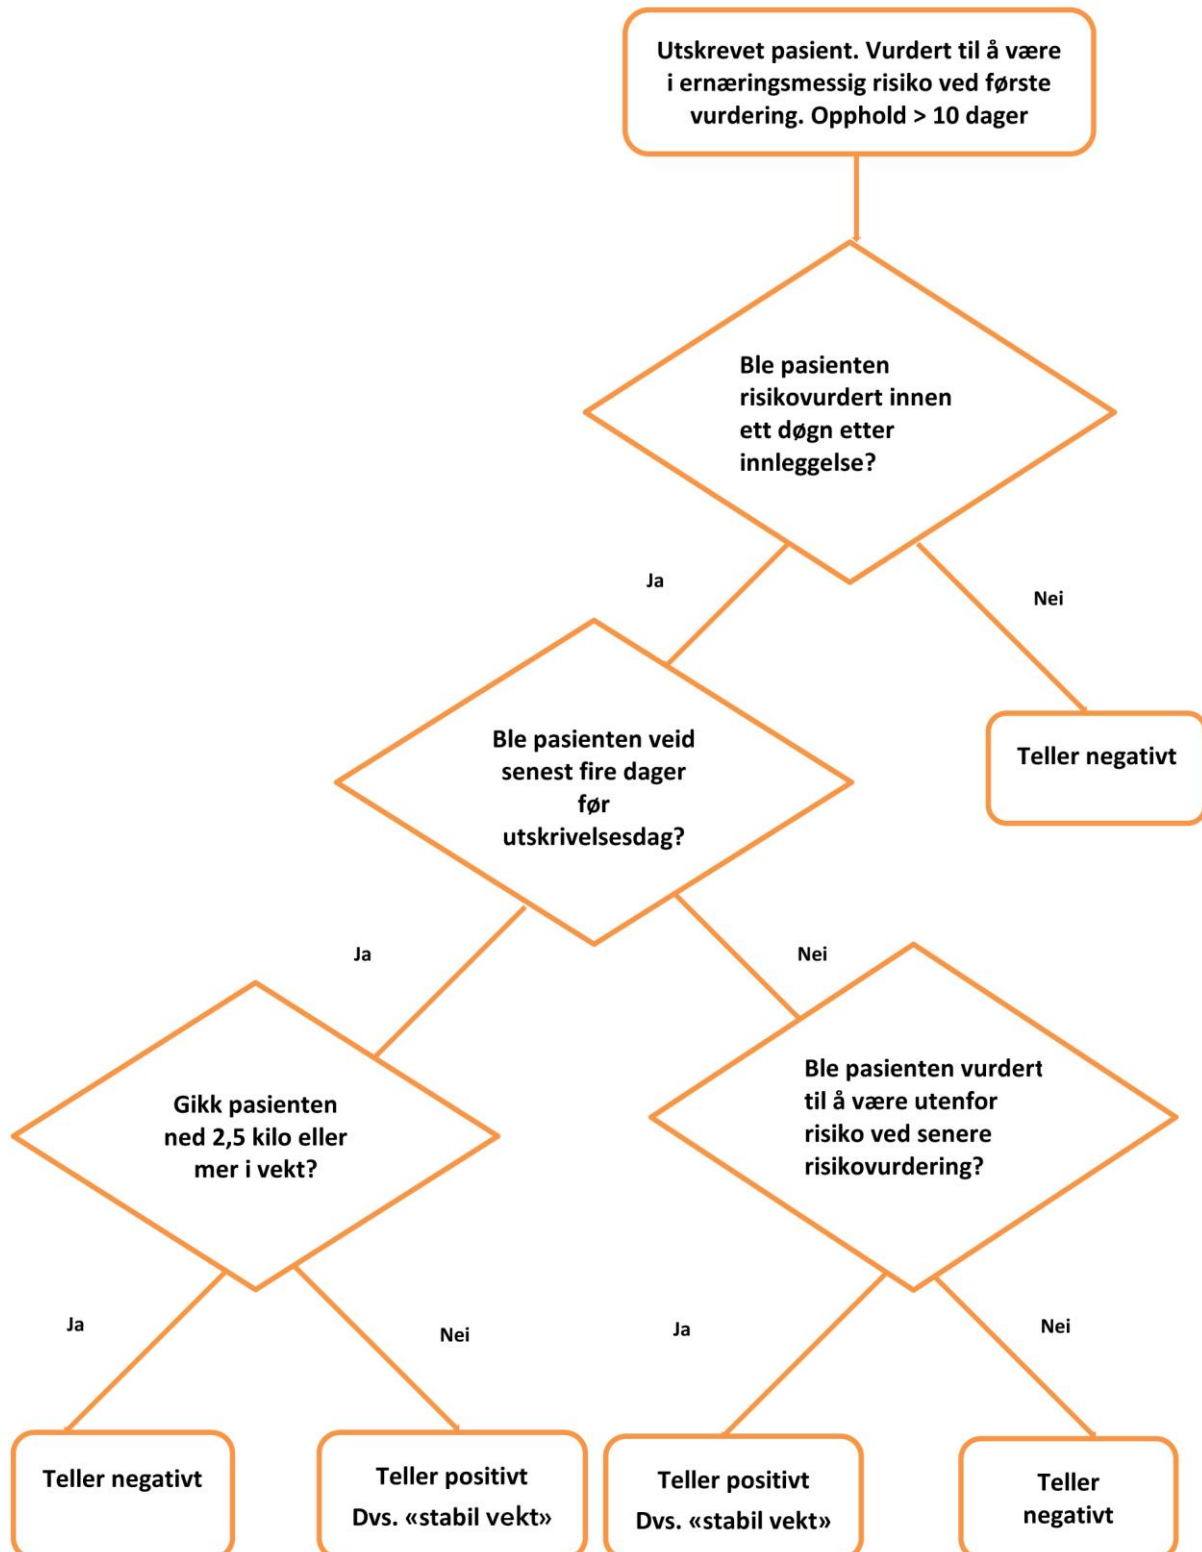 Utskrevet pasient. Vurdert til å være
i ernæringsmessig risiko ved første
vurdering. Opphold > 10 dager
Ble pasienten
risikovurdert innen
ett døgn etter
innleggelse?
Ja
Nei
Ble pasienten veid
senest fire dager
før
utskrivelsesdag?
Teller negativt
Ja
Nei
Gikk pasienten
ned 2,5 kilo eller
mer i vekt?
Ble pasienten vurdert
til å være utenfor
risiko ved senere
risikovurdering?
Ja
Nei
Ja
Nei
Teller negativt
Teller positivt
Dvs. «stabil vekt»
Teller positivt
Dvs. «stabil vekt»
Teller
negativt